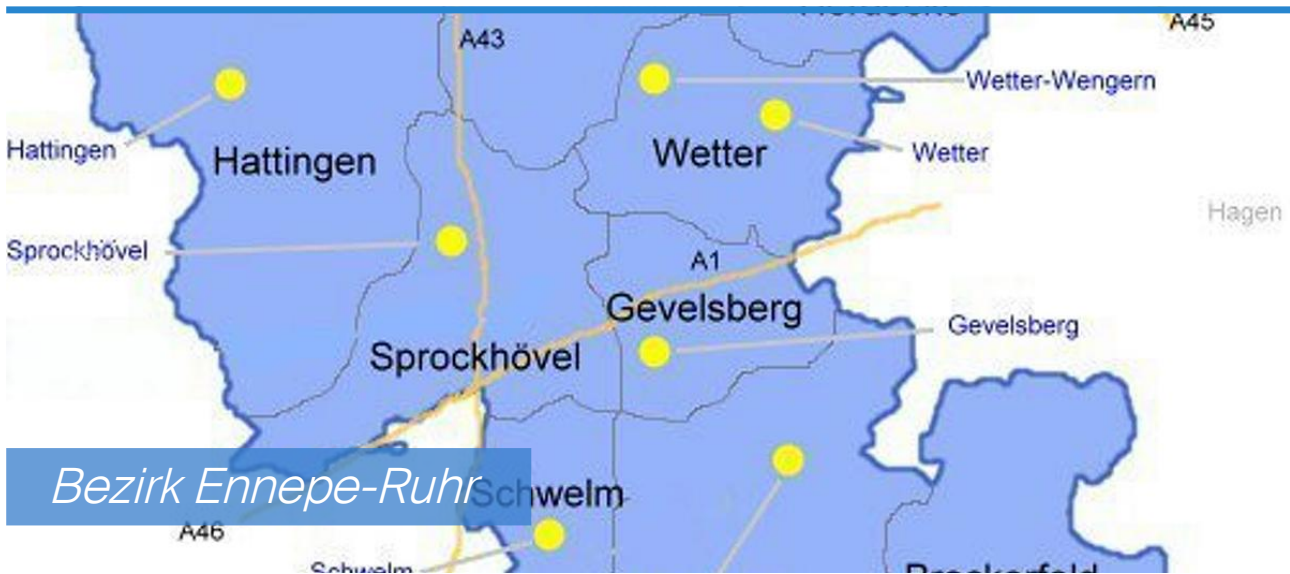 A45
A43
Wetter-Wengern
Hattingen
Hattingen
Wetter
Wetter
Hagen
Sprockhövel
A1
Gevelsberg
Gevelsberg
Sprockhövel
Bezirk Ennepe-Ruhr
Schwelm
A46
Schwelm